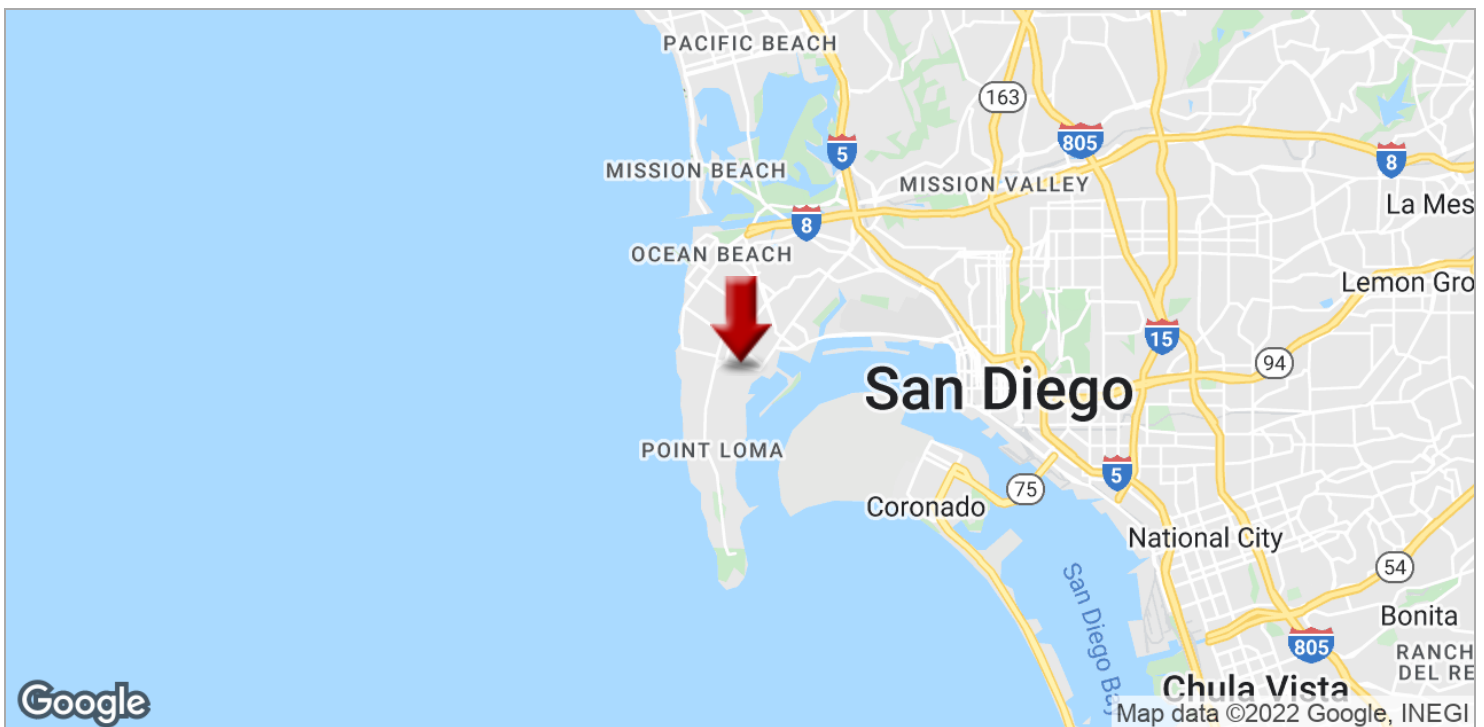 PACIFIC BEACH
163
805
5
8
MISSION BEACH
MISSION VALLEY
La Mes
8
OCEAN BEACH
Lemon Gro
15
94
San Diego
POINT LOMA
5
75
Coronado
National City
54
San Diego Bay
Bonita
805
RANCH
DEL RE
Chula Vista
Google
Map data ©2022 Google, INEGI